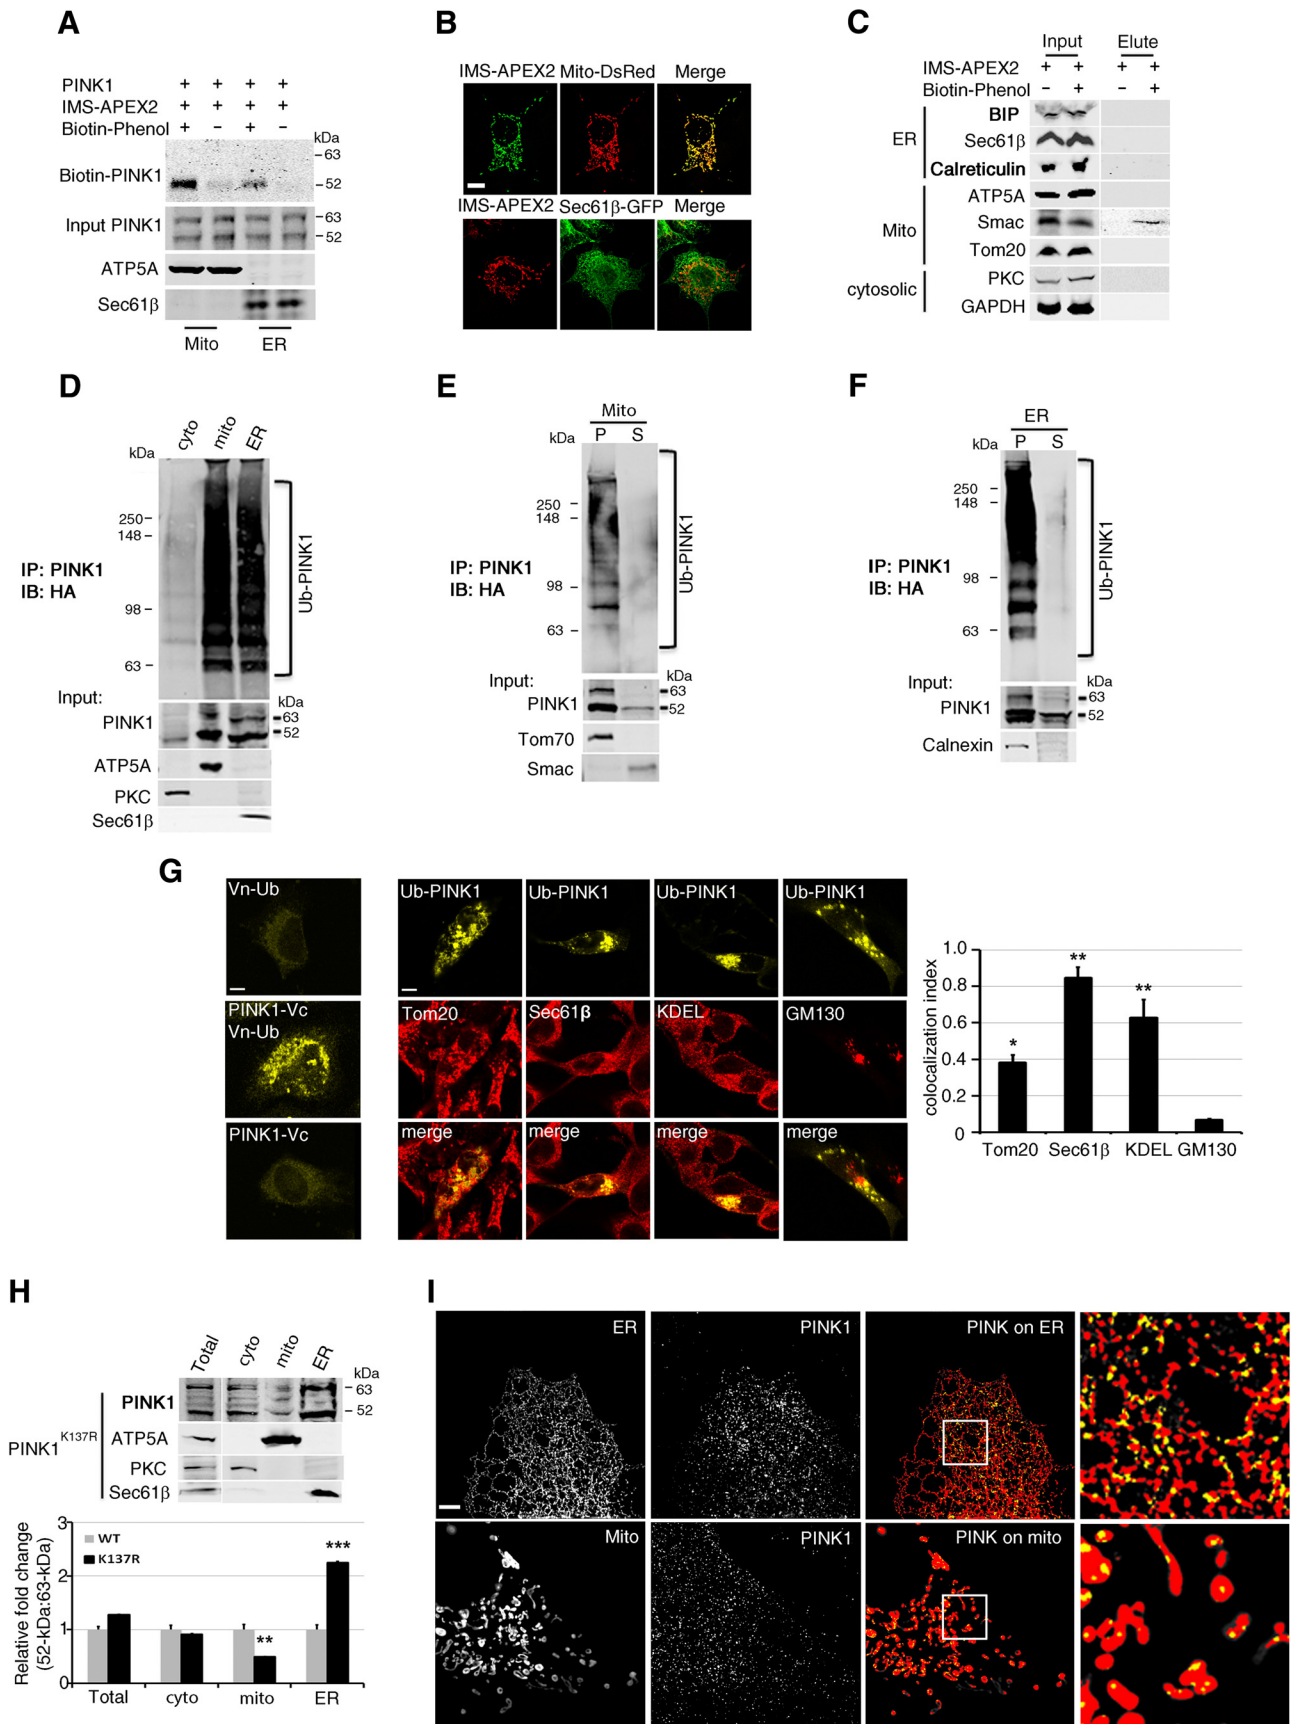 A
PINK1 + + + +
IMS-APEX2 + + + +
Biotin-Phenol + − + −
kDa
Biotin-PINK1
63
52
Input PINK1
63
52
ATP5A
Sec61β
Mito ER
B
IMS-APEX2 Mito-DsRed Merge
IMS-APEX2 Sec61β-GFP Merge
C
Input Elute
IMS-APEX2 + + + +
Biotin-Phenol − + − +
ER
BIP
Sec61β
Calreticulin
Mito
ATP5A
Smac
Tom20
cytosolic
PKC
GAPDH
D
cyto mito ER
kDa
250
148
98
63
IP: PINK1
IB: HA
Ub-PINK1
Input:
kDa
PINK1
63
52
ATP5A
PKC
Sec61β
E
Mito
kDa P S
250
148
98
63
IP: PINK1
IB: HA
Ub-PINK1
Input:
kDa
PINK1
63
52
Tom70
Smac
F
ER
kDa P S
250
148
98
63
IP: PINK1
IB: HA
Ub-PINK1
Input:
kDa
PINK1
63
52
Calnexin
G
Vn-Ub
PINK1-Vc
Vn-Ub
PINK1-Vc
Ub-PINK1 Ub-PINK1 Ub-PINK1 Ub-PINK1
Tom20 Sec61β KDEL GM130
merge merge merge merge
colocalization index
1.0
0.8
0.6
0.4
0.2
0
*
**
**
Tom20 Sec61β KDEL GM130
H
Total cyto mito ER
kDa
63
52
PINK1K137R
PINK1
ATP5A
PKC
Sec61β
Relative fold change
(52-kDa:63-kDa)
3
2
1
0
WT
K137R
**
***
Total cyto mito ER
I
ER PINK1 PINK on ER
Mito PINK1 PINK on mito